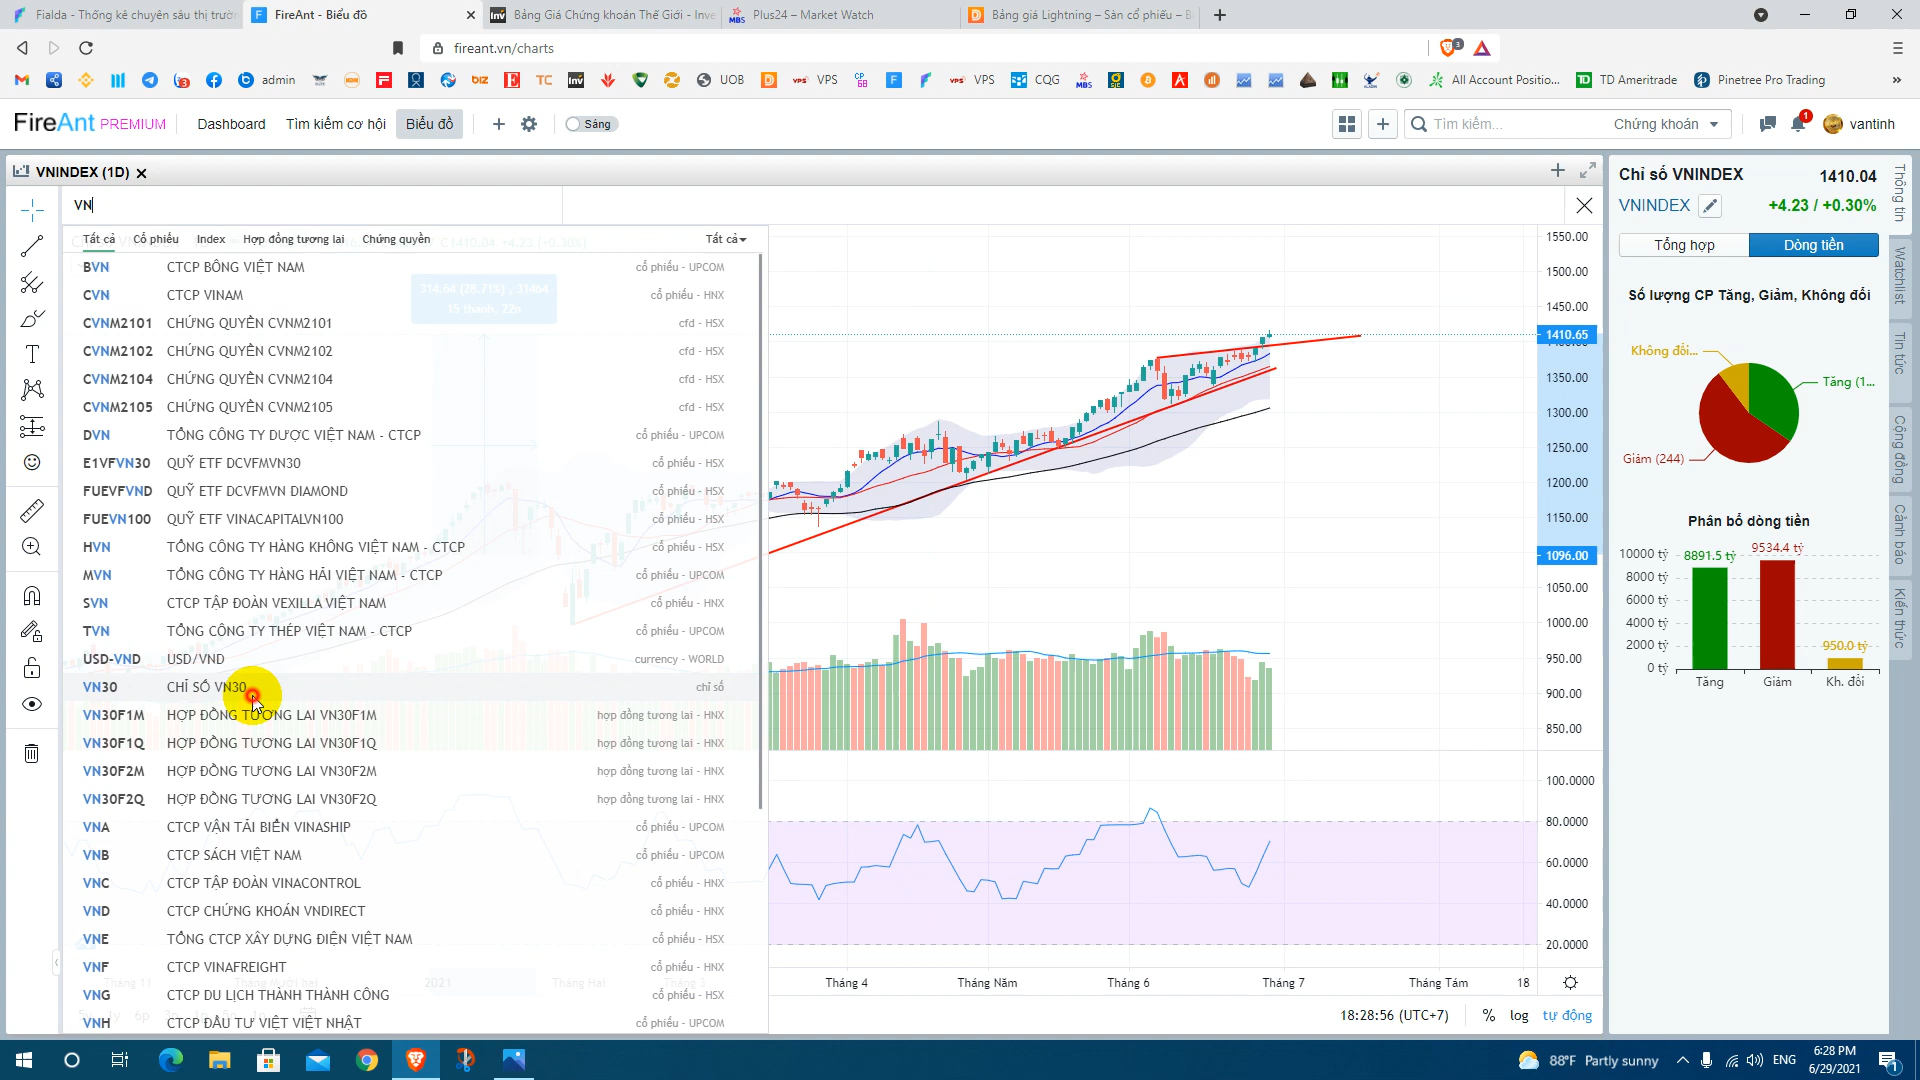 Fialda - Thống kê chuyên sâu thị trườn
FireAnt - Biểu đồ
Bảng Giá Chứng khoán Thế Giới - Inve
Plus24 – Market Watch
Bảng giá Lightning – Sàn cổ phiếu – B
fireant.vn/charts
3
admin
UOB
VPS
VPS
CQG
All Account Positio...
TD Ameritrade
Pinetree Pro Trading
FireAnt PREMIUM
Dashboard
Tìm kiếm cơ hội
Biểu đồ
Sáng
Tìm kiếm...
Chứng khoán
1
vantinh
VNINDEX (1D)
VN
Tất cả
Cổ phiếu
Index
Hợp đồng tương lai
Chứng quyền
Tất cả
BVN CTCP BÔNG VIỆT NAM cổ phiếu - UPCOM
CVN CTCP VINAM cổ phiếu - HNX
CVNM2101 CHỨNG QUYỀN CVNM2101 cfd - HSX
CVNM2102 CHỨNG QUYỀN CVNM2102 cfd - HSX
CVNM2104 CHỨNG QUYỀN CVNM2104 cfd - HSX
CVNM2105 CHỨNG QUYỀN CVNM2105 cfd - HSX
DVN TỔNG CÔNG TY DƯỢC VIỆT NAM - CTCP cổ phiếu - UPCOM
E1VFVN30 QUỸ ETF DCVFMVN30 cổ phiếu - HSX
FUEVFVND QUỸ ETF DCVFMVN DIAMOND cổ phiếu - HSX
FUEVN100 QUỸ ETF VINACAPITALVN100 cổ phiếu - HSX
HVN TỔNG CÔNG TY HÀNG KHÔNG VIỆT NAM - CTCP cổ phiếu - HSX
MVN TỔNG CÔNG TY HÀNG HẢI VIỆT NAM - CTCP cổ phiếu - UPCOM
SVN CTCP TẬP ĐOÀN VEXILLA VIỆT NAM cổ phiếu - HNX
TVN TỔNG CÔNG TY THÉP VIỆT NAM - CTCP cổ phiếu - UPCOM
USD-VND USD/VND currency - WORLD
VN30 CHỈ SỐ VN30 chỉ số
VN30F1M HỢP ĐỒNG TƯƠNG LAI VN30F1M hợp đồng tương lai - HNX
VN30F1Q HỢP ĐỒNG TƯƠNG LAI VN30F1Q hợp đồng tương lai - HNX
VN30F2M HỢP ĐỒNG TƯƠNG LAI VN30F2M hợp đồng tương lai - HNX
VN30F2Q HỢP ĐỒNG TƯƠNG LAI VN30F2Q hợp đồng tương lai - HNX
VNA CTCP VẬN TẢI BIỂN VINASHIP cổ phiếu - UPCOM
VNB CTCP SÁCH VIỆT NAM cổ phiếu - UPCOM
VNC CTCP TẬP ĐOÀN VINACONTROL cổ phiếu - HNX
VND CTCP CHỨNG KHOÁN VNDIRECT cổ phiếu - HSX
VNE TỔNG CTCP XÂY DỰNG ĐIỆN VIỆT NAM cổ phiếu - HSX
VNF CTCP VINAFREIGHT cổ phiếu - HNX
VNG CTCP DU LỊCH THÀNH THÀNH CÔNG cổ phiếu - HSX
VNH CTCP ĐẦU TƯ VIỆT VIỆT NHẬT cổ phiếu - UPCOM
314.64 (28.71%) , 31464
15 thanh, 22n
1550.00
1500.00
1450.00
1410.65
1350.00
1300.00
1250.00
1200.00
1150.00
1096.00
1050.00
1000.00
950.00
900.00
850.00
100.0000
80.0000
60.0000
40.0000
20.0000
Tháng 11
2021
Tháng Hai
Tháng 4
Tháng Năm
Tháng 6
Tháng 7
Tháng Tám
18
18:28:56 (UTC+7)
%
log
tự động
Chỉ số VNINDEX 1410.04
VNINDEX +4.23 / +0.30%
Tổng hợp
Dòng tiền
Số lượng CP Tăng, Giảm, Không đổi
Không đổi...
Tăng (1...
Giảm (244)
Phân bổ dòng tiền
10000 tỷ
8000 tỷ
6000 tỷ
4000 tỷ
2000 tỷ
0 tỷ
8891.5 tỷ
9534.4 tỷ
950.0 tỷ
Tăng
Giảm
Kh. đổi
Thông tin
Watchlist
Tin tức
Cộng đồng
Cảnh báo
Kiến thức
88°F Partly sunny
ENG
6:28 PM
6/29/2021
1